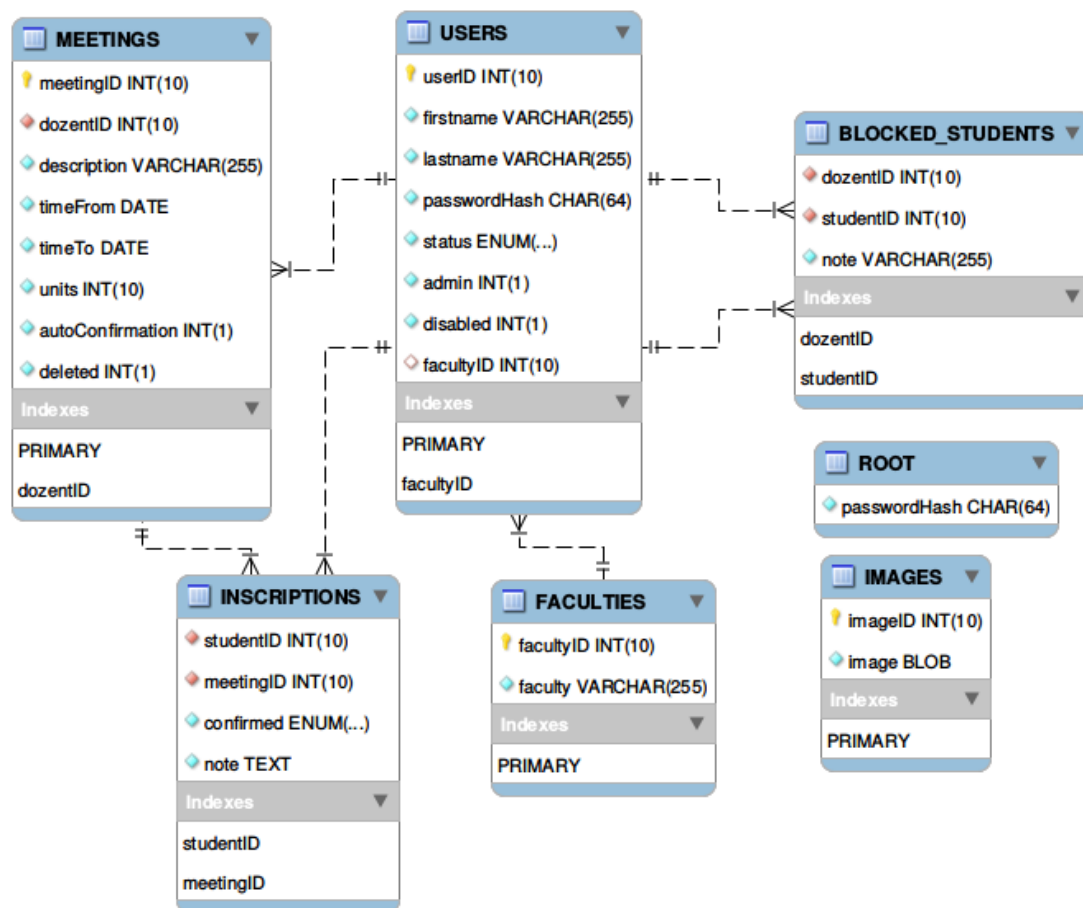 MEETINGS
meetingID INT(10)
dozentID INT(10)
description VARCHAR(255)
timeFrom DATE
timeTo DATE
units INT(10)
autoConfirmation INT(1)
deleted INT(1)
Indexes
PRIMARY
dozentID
USERS
userID INT(10)
firstname VARCHAR(255)
lastname VARCHAR(255)
passwordHash CHAR(64)
status ENUM(...)
admin INT(1)
disabled INT(1)
facultyID INT(10)
Indexes
PRIMARY
facultyID
BLOCKED_STUDENTS
dozentID INT(10)
studentID INT(10)
note VARCHAR(255)
Indexes
dozentID
studentID
ROOT
passwordHash CHAR(64)
INSCRIPTIONS
studentID INT(10)
meetingID INT(10)
confirmed ENUM(...)
note TEXT
Indexes
studentID
meetingID
FACULTIES
facultyID INT(10)
faculty VARCHAR(255)
Indexes
PRIMARY
IMAGES
imageID INT(10)
image BLOB
Indexes
PRIMARY